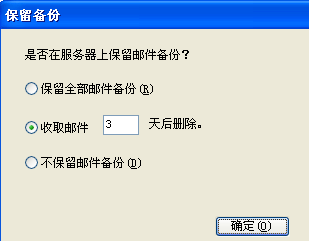 保留备份
是否在服务器上保留邮件备份？
保留全部邮件备份(R)
收取邮件 3 天后删除。
不保留邮件备份(D)
确定(O)